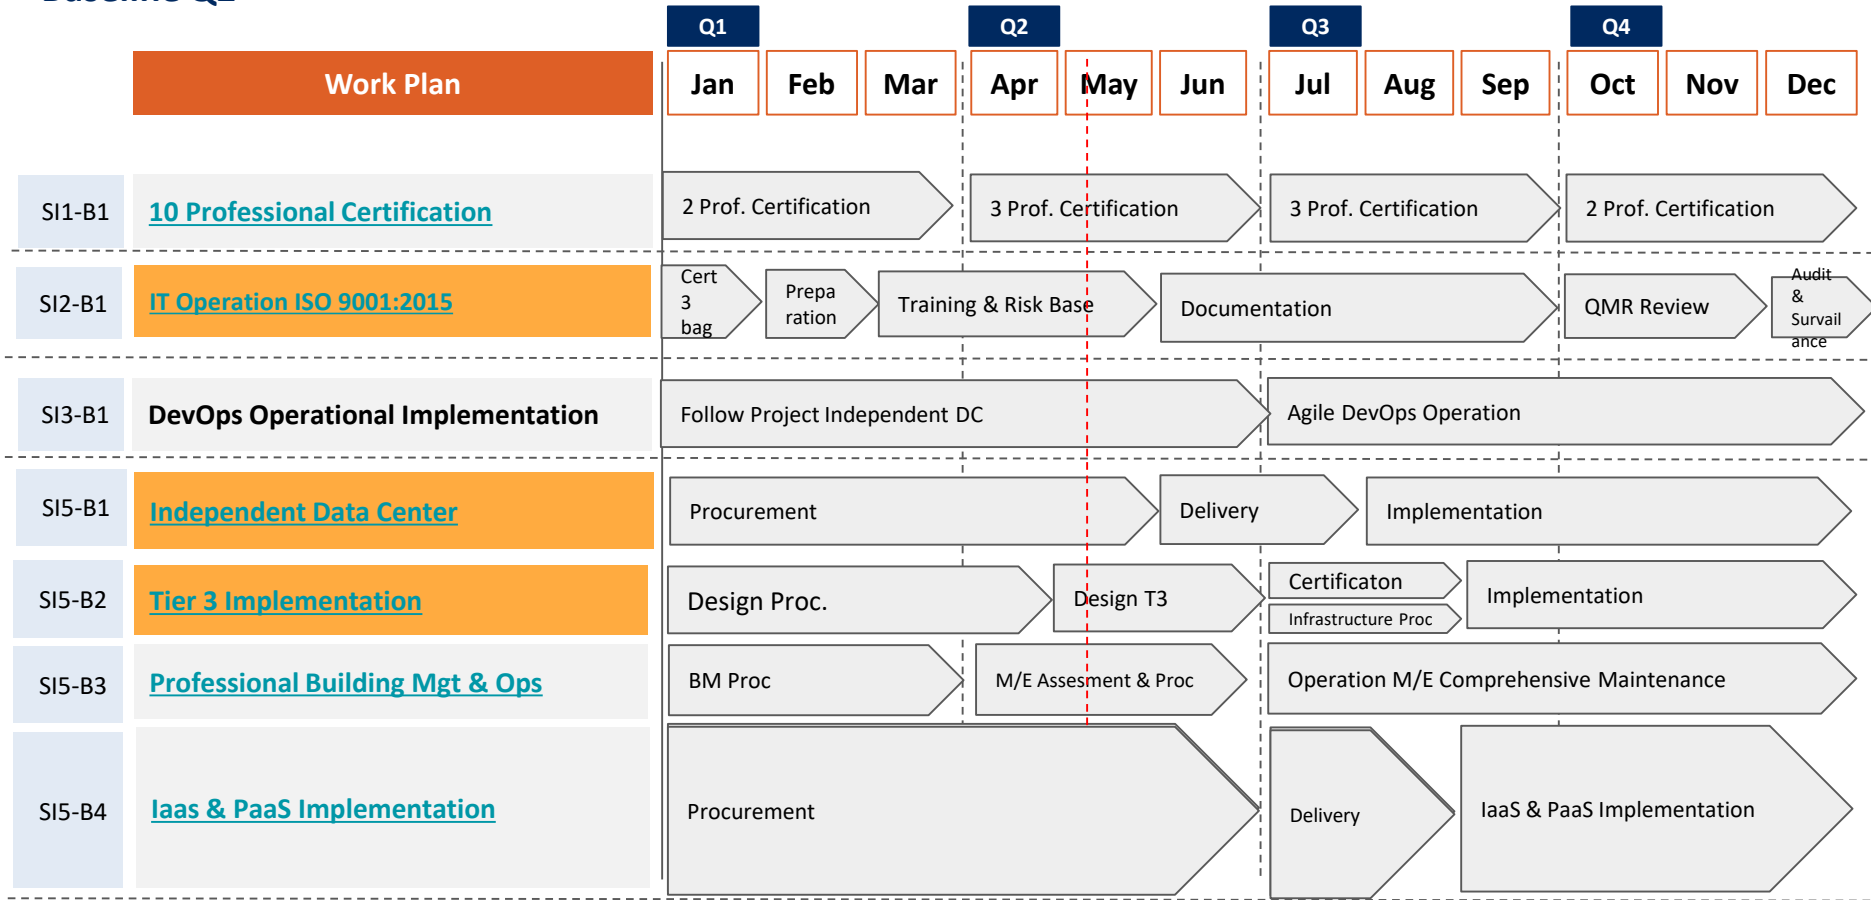 Baseline Q2
Q1 Q2 Q3 Q4
Work Plan Jan Feb Mar Apr May Jun Jul Aug Sep Oct Nov Dec
SI1-B1 10 Professional Certification 2 Prof. Certification 3 Prof. Certification 3 Prof. Certification 2 Prof. Certification
SI2-B1 IT Operation ISO 9001:2015
Cert
3
bag
Prepa
ration
Training & Risk Base
Documentation
QMR Review
Audit
&
Survail
ance
SI3-B1 DevOps Operational Implementation Follow Project Independent DC Agile DevOps Operation
SI5-B1 Independent Data Center Procurement Delivery Implementation
SI5-B2 Tier 3 Implementation Design Proc. Design T3
Certificaton
Infrastructure Proc
Implementation
SI5-B3 Professional Building Mgt & Ops BM Proc M/E Assesment & Proc Operation M/E Comprehensive Maintenance
SI5-B4 Iaas & PaaS Implementation Procurement Delivery IaaS & PaaS Implementation